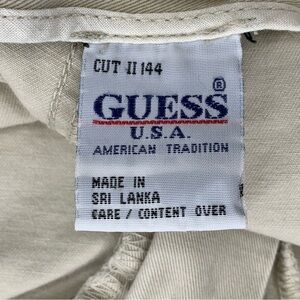 CUT II 144
GUESS®
U.S.A.
AMERICAN TRADITION
MADE IN
SRI LANKA
CARE / CONTENT OVER